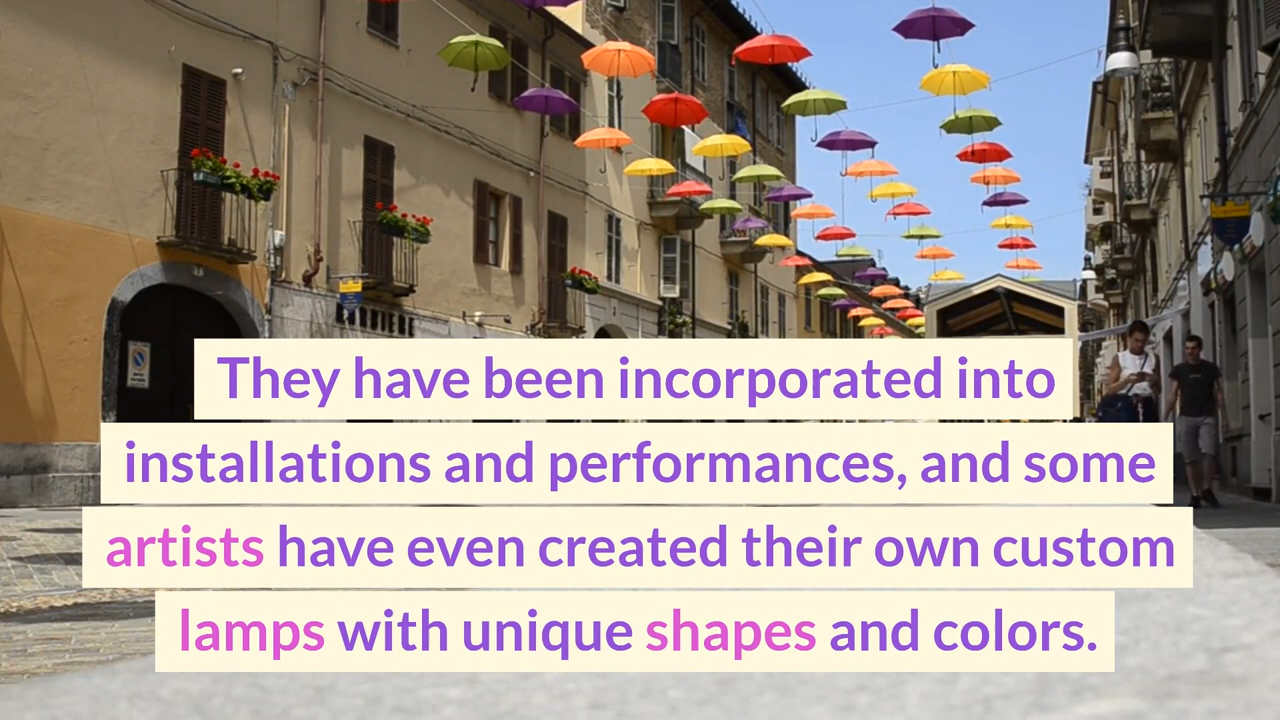 They have been incorporated into
installations and performances, and some
artists have even created their own custom
lamps with unique shapes and colors.